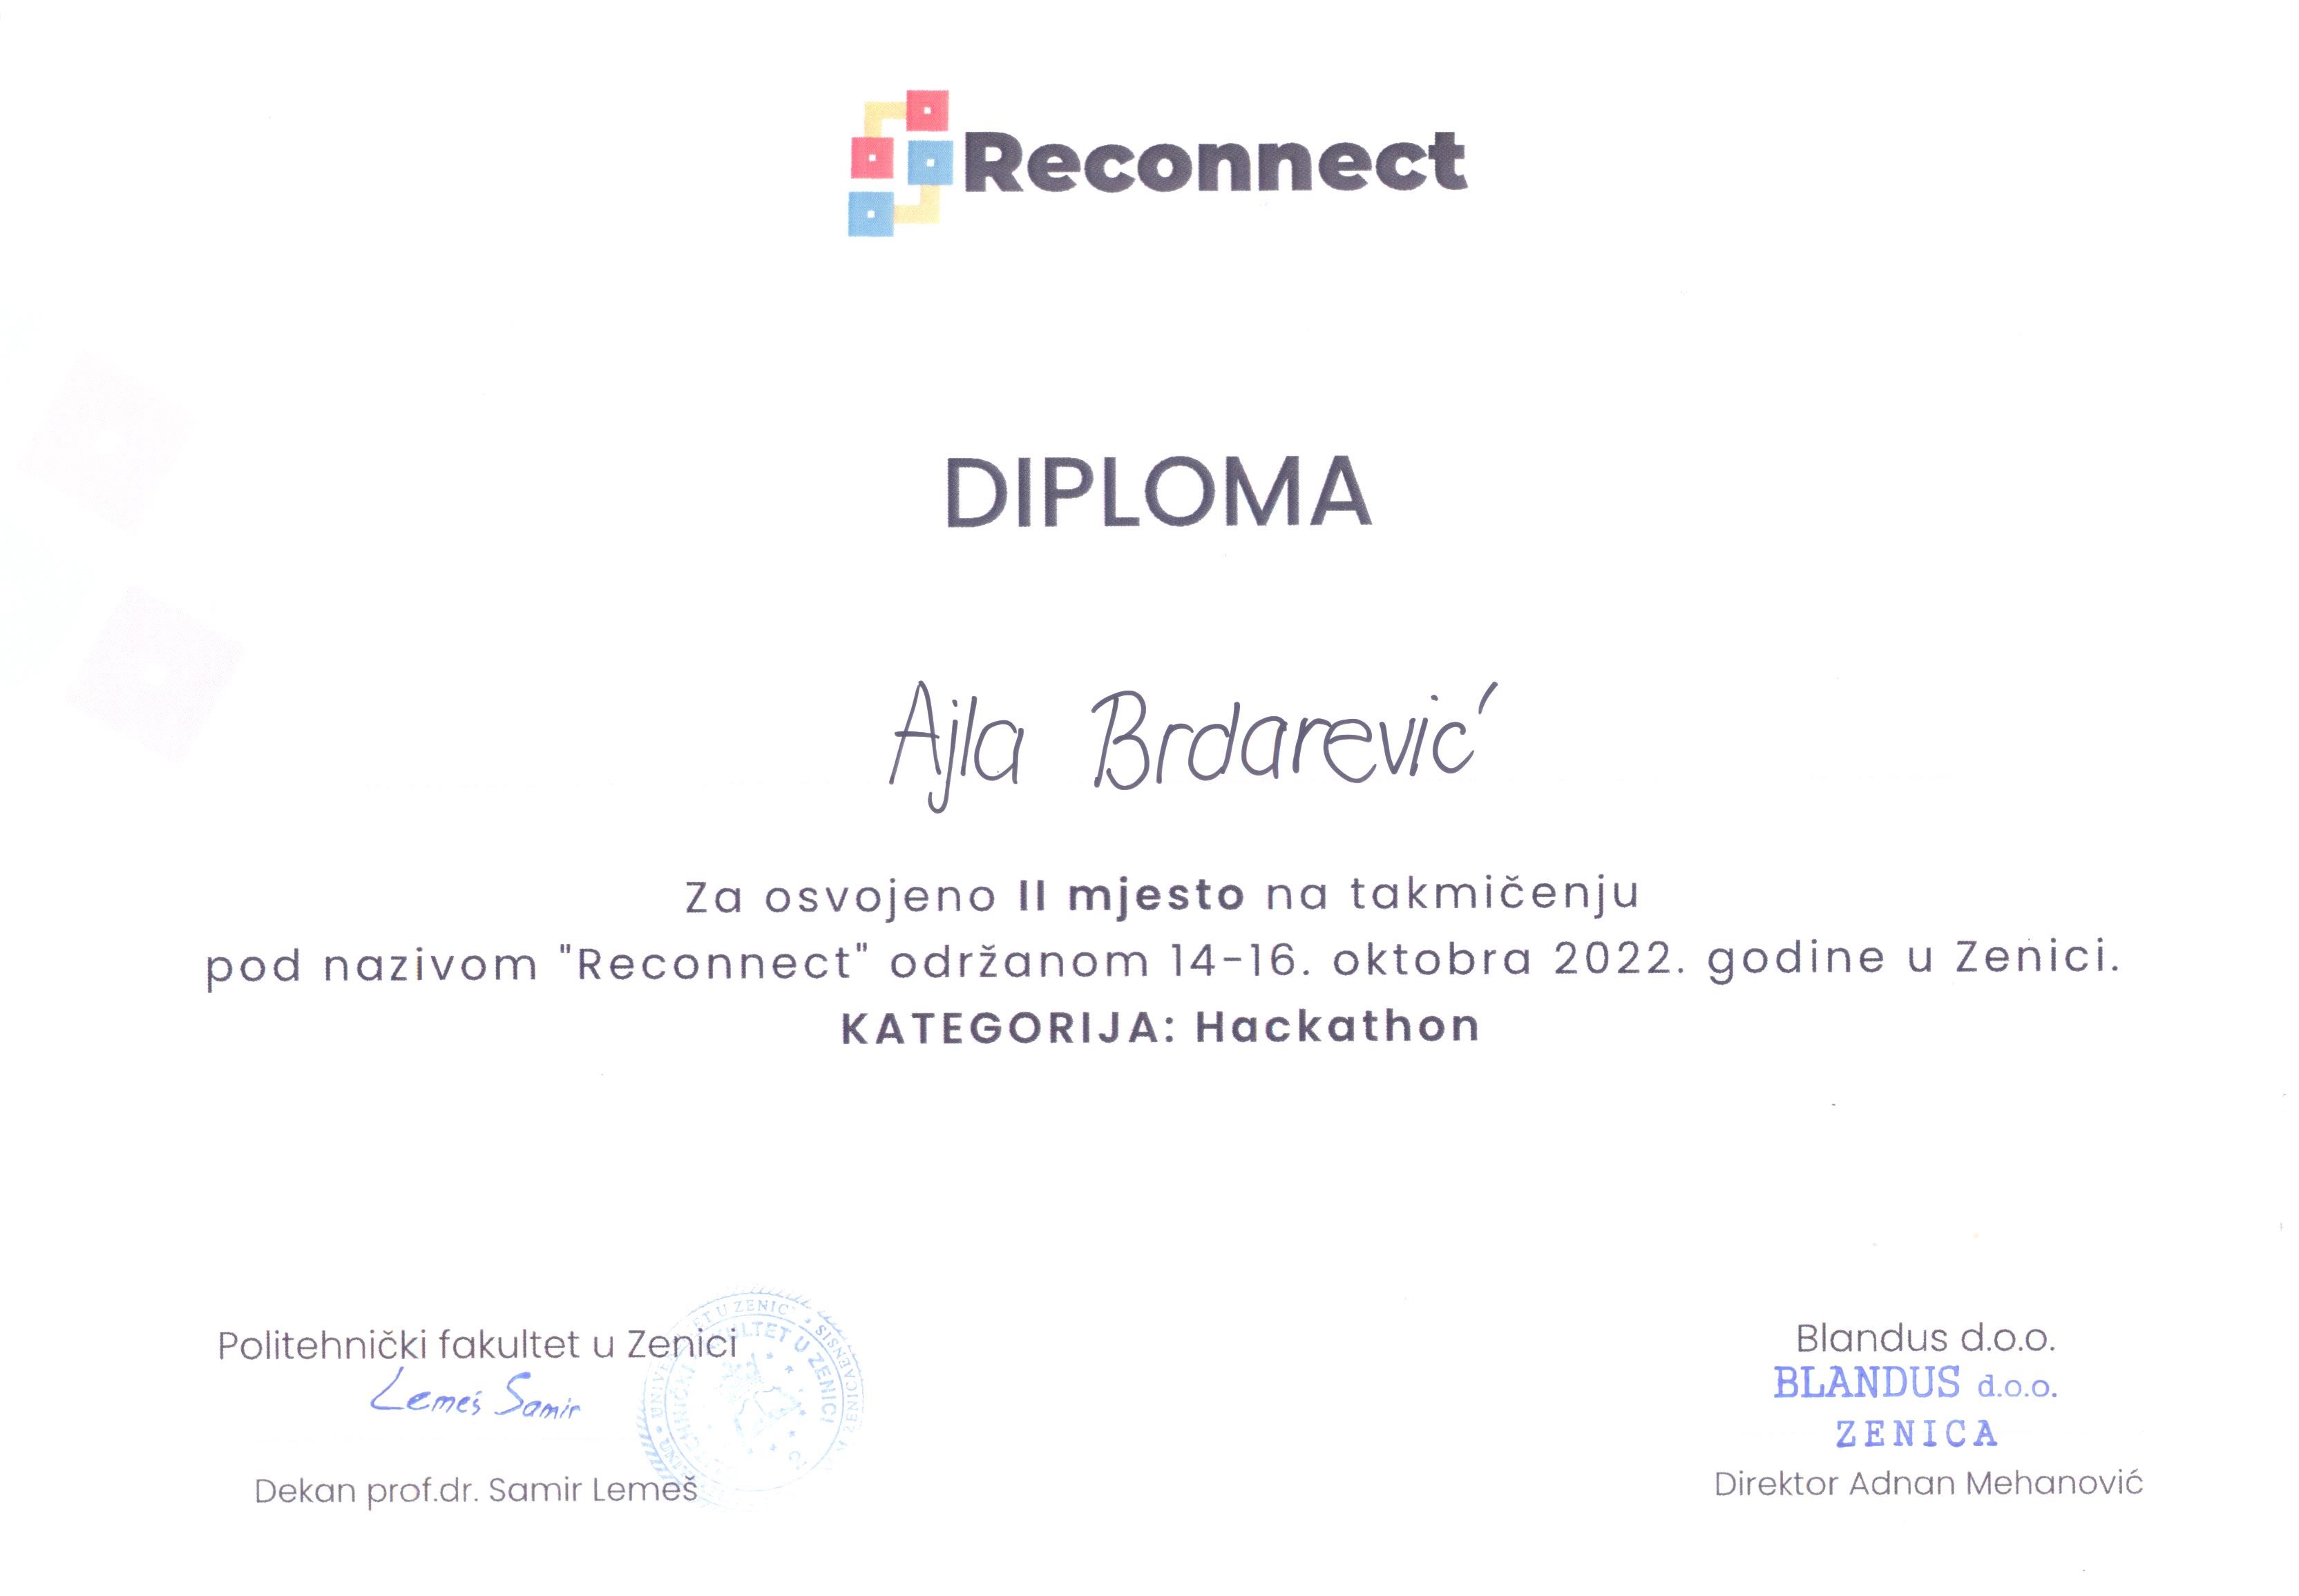 Reconnect
DIPLOMA
Ajla Brdarević
Za osvojeno II mjesto na takmičenju
pod nazivom "Reconnect" održanom 14-16. oktobra 2022. godine u Zenici.
KATEGORIJA: Hackathon
Politehnički fakultet u Zenici
Lemeš Samir
Dekan prof.dr. Samir Lemeš
FAKULTET U ZENICI
Blandus d.o.o.
BLANDUS d.o.o.
ZENICA
Direktor Adnan Mehanović